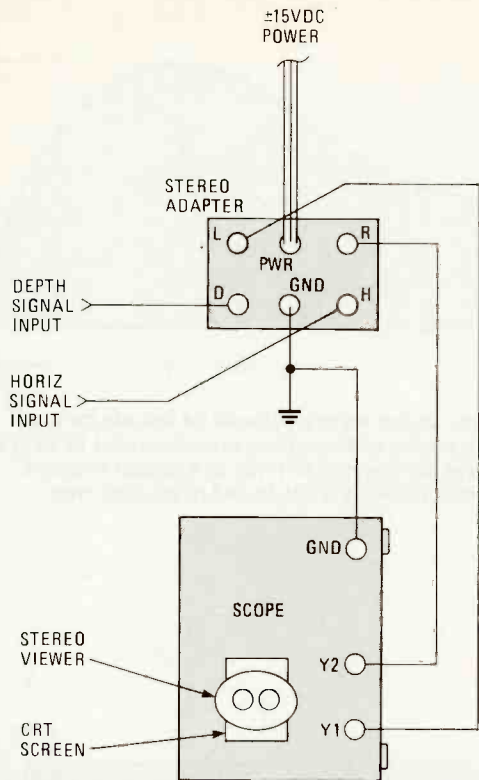 ±15VDC
POWER
STEREO
ADAPTER
L
R
PWR
D
GND
H
DEPTH
SIGNAL
INPUT
HORIZ
SIGNAL
INPUT
GND
SCOPE
STEREO
VIEWER
Y2
Y1
CRT
SCREEN